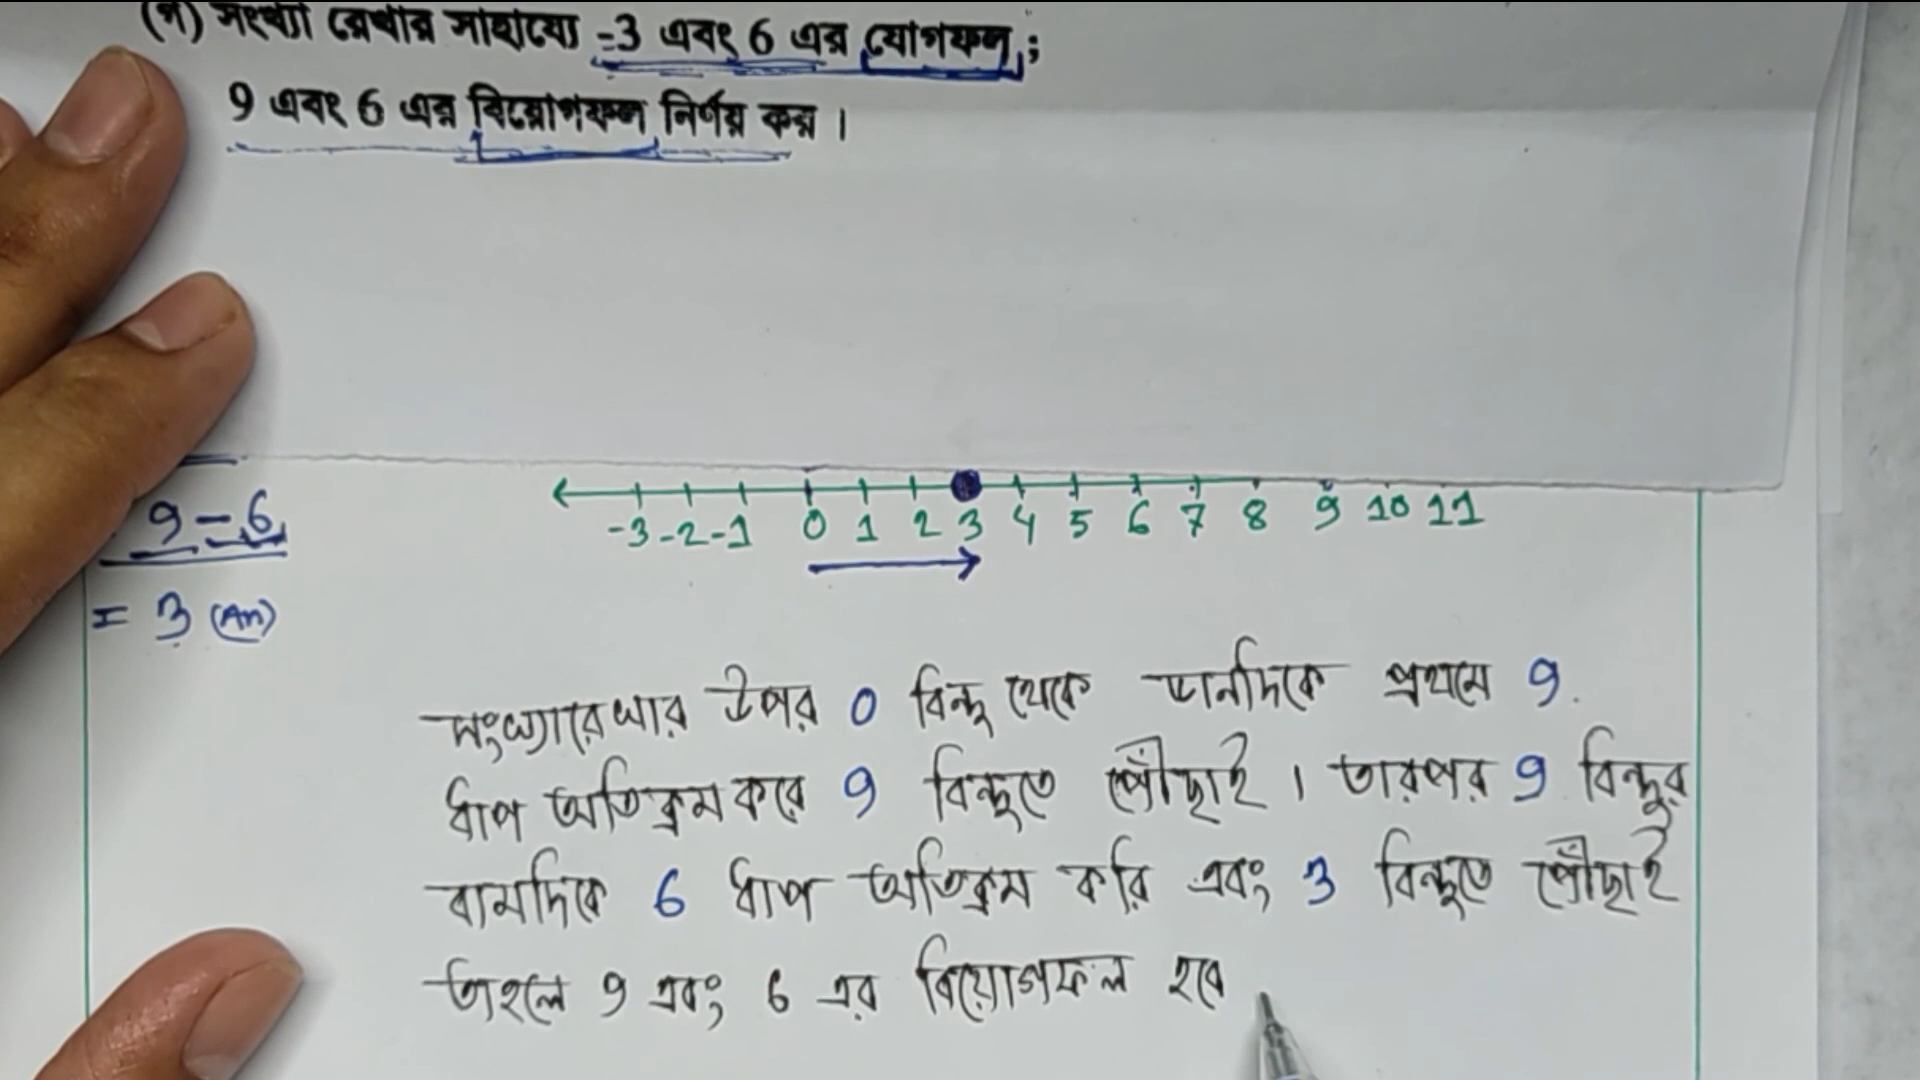 (গ) সংখ্যা রেখার সাহায্যে -3 এবং 6 এর যোগফল ;
9 এবং 6 এর বিয়োগফল নির্ণয় কর ।
9 - 6
-3 -2 -1 0 1 2 3 4 5 6 7 8 9 10 11
= 3 (An)
সংখ্যারেখার উপর 0 বিন্দু থেকে ডানদিকে প্রথমে 9
ধাপ অতিক্রম করে 9 বিন্দুতে পৌঁছাই । তারপর 9 বিন্দুর
বামদিকে 6 ধাপ অতিক্রম করি এবং 3 বিন্দুতে পৌঁছাই
তাহলে 9 এবং 6 এর বিয়োগফল হবে